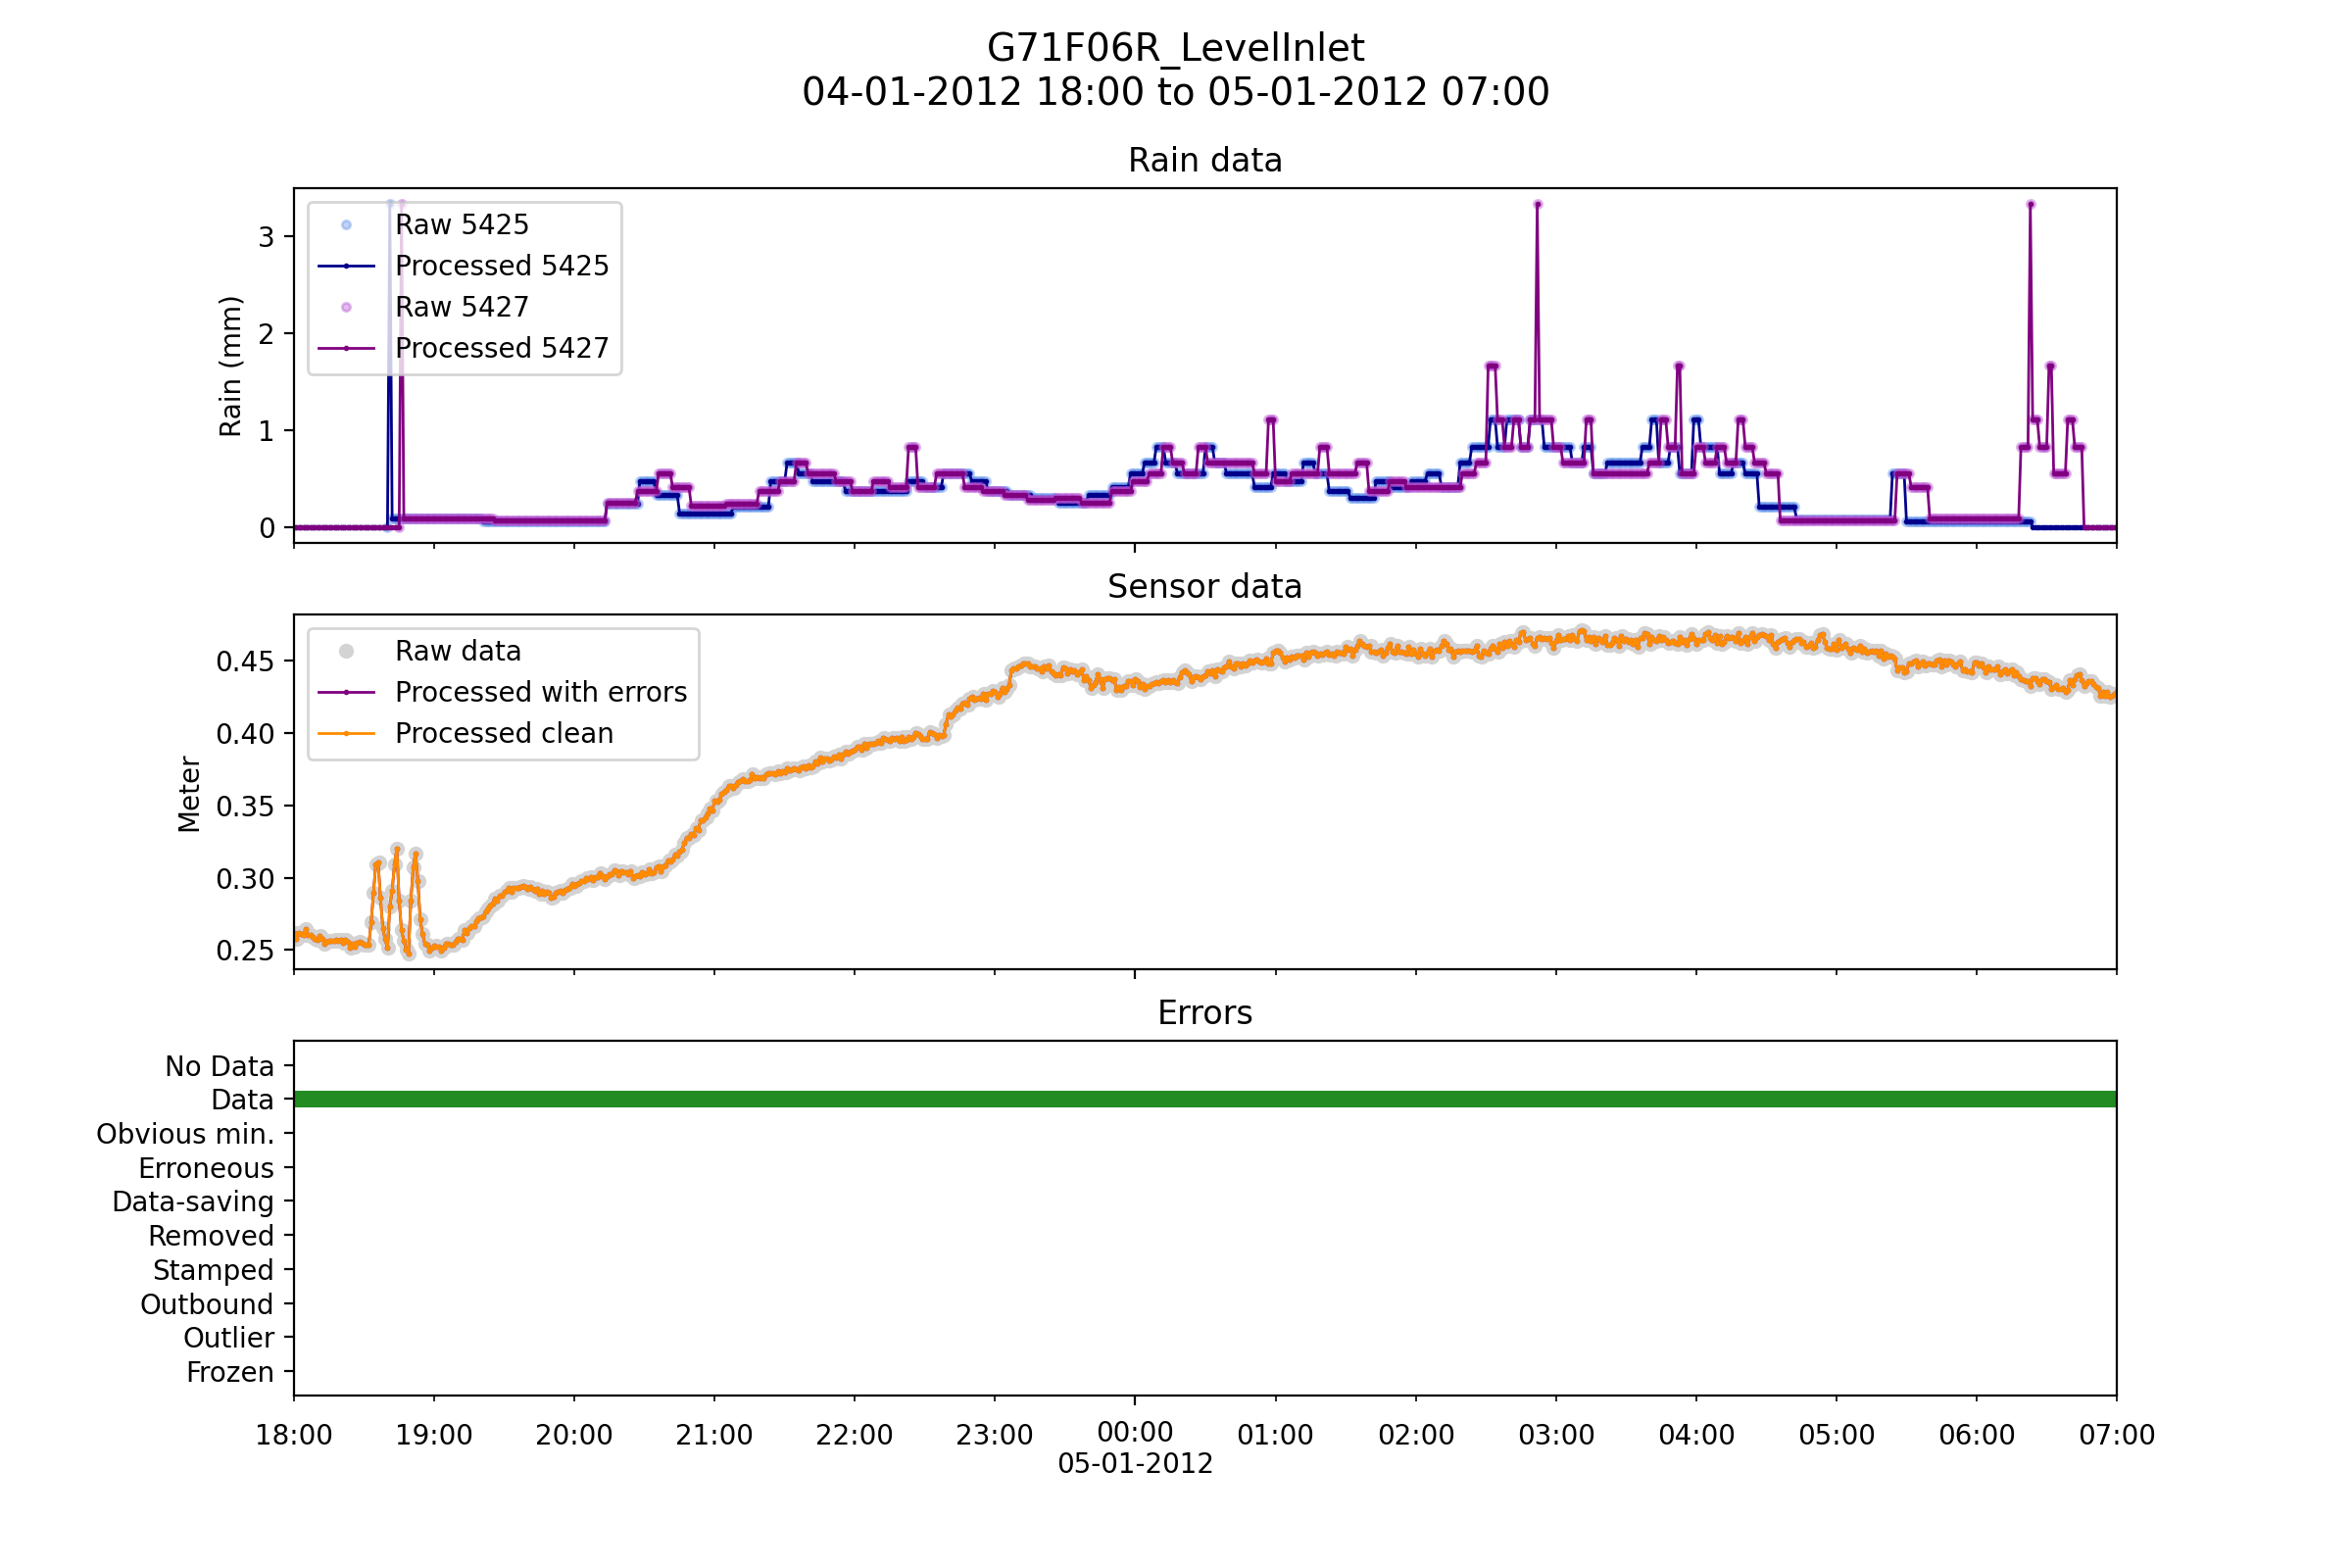 G71F06R_LevelInlet
04-01-2012 18:00 to 05-01-2012 07:00
Rain data
Rain (mm)
3
2
1
0
Raw 5425
Processed 5425
Raw 5427
Processed 5427
Sensor data
Meter
0.45
0.40
0.35
0.30
0.25
Raw data
Processed with errors
Processed clean
Errors
No Data
Data
Obvious min.
Erroneous
Data-saving
Removed
Stamped
Outbound
Outlier
Frozen
18:00 19:00 20:00 21:00 22:00 23:00 00:00 01:00 02:00 03:00 04:00 05:00 06:00 07:00
05-01-2012